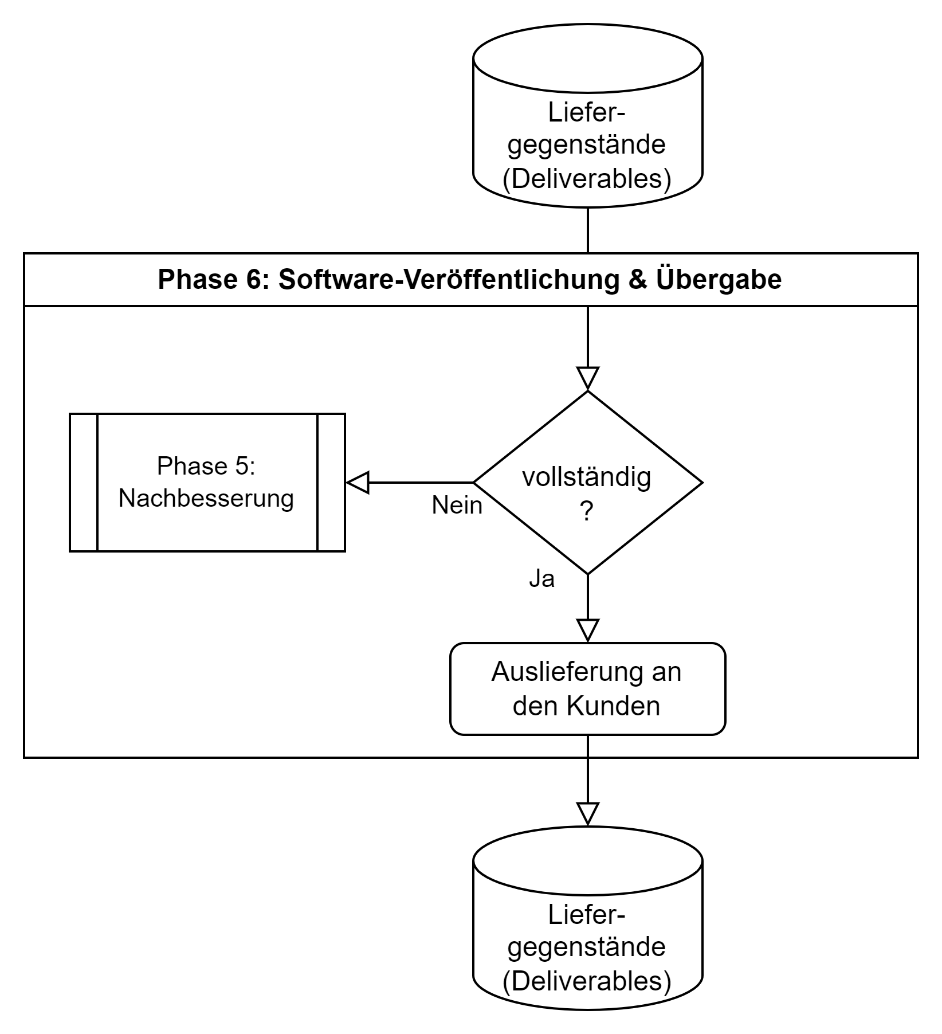 Liefer-
gegenstände
(Deliverables)
Phase 6: Software-Veröffentlichung & Übergabe
Phase 5:
Nachbesserung
Nein
vollständig
?
Ja
Auslieferung an
den Kunden
Liefer-
gegenstände
(Deliverables)